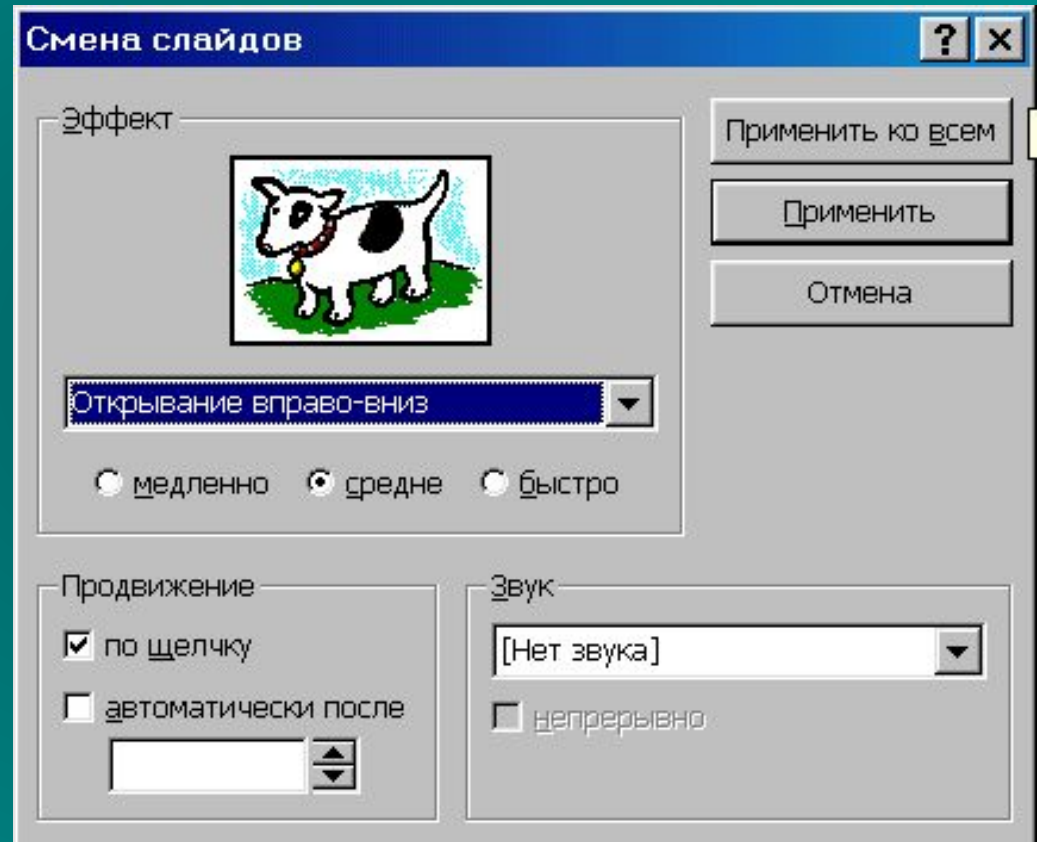 Смена слайдов
Эффект
Применить ко всем
Применить
Отмена
Открывание вправо-вниз
медленно средне быстро
Продвижение
по щелчку
автоматически после
Звук
[Нет звука]
непрерывно